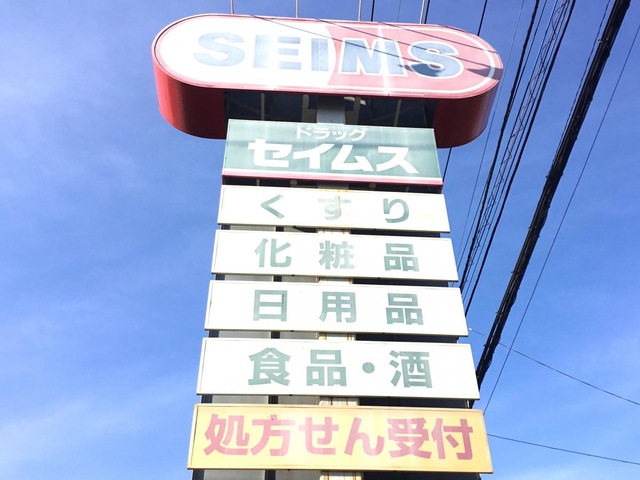 SEIMS
ドラッグ
セイムス
くすり
化粧品
日用品
食品・酒
処方せん受付